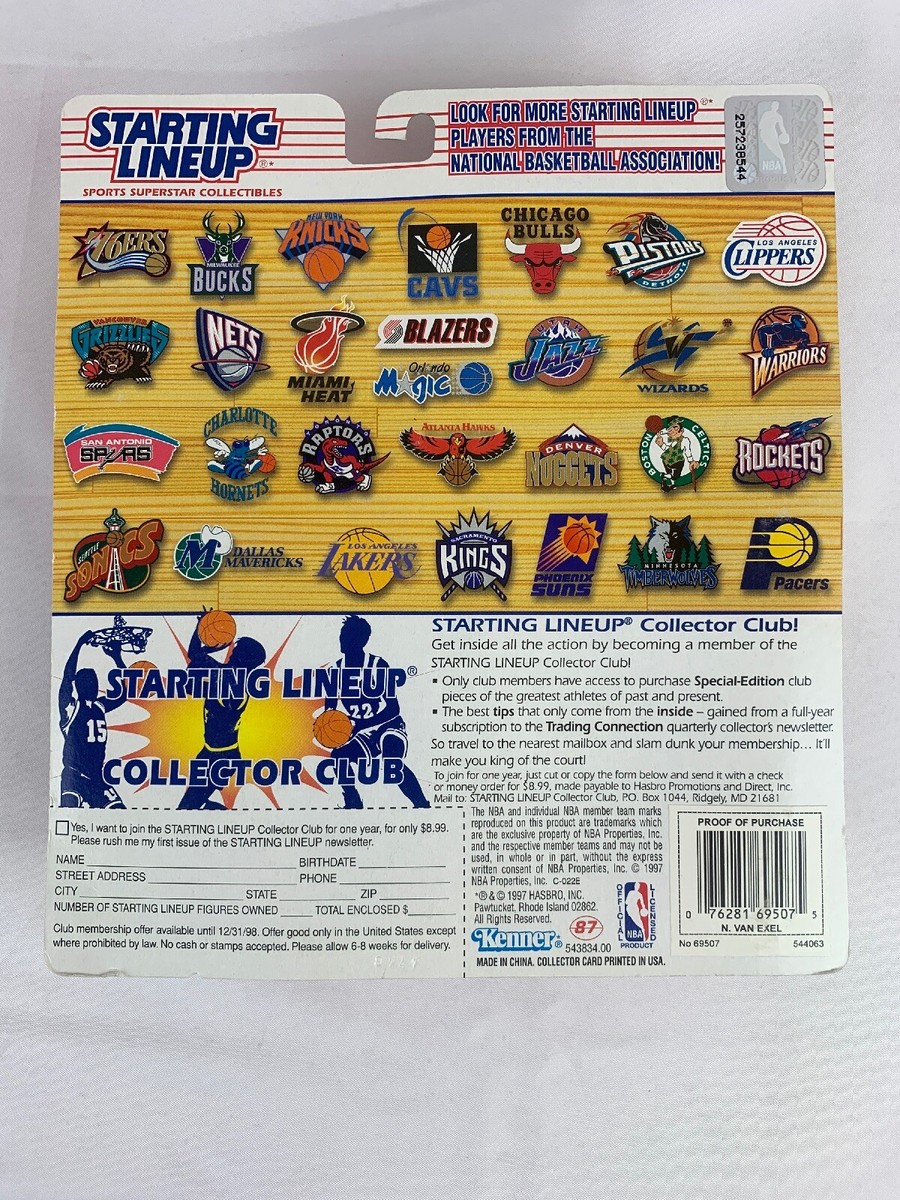 STARTING
LINEUP®*
SPORTS SUPERSTAR COLLECTIBLES
LOOK FOR MORE STARTING LINEUP®*
PLAYERS FROM THE
NATIONAL BASKETBALL ASSOCIATION!
257238544
NBA
76ERS
MILWAUKEE
BUCKS
NEW YORK
KNICKS
CAVS
CHICAGO
BULLS
PISTONS
DETROIT
LOS ANGELES
CLIPPERS
VANCOUVER
GRIZZLIES
NETS
MIAMI
HEAT
BLAZERS
Orlando
Magic
UTAH
JAZZ
WIZARDS
WARRIORS
SAN ANTONIO
SPURS
CHARLOTTE
HORNETS
RAPTORS
ATLANTA HAWKS
DENVER
NUGGETS
BOSTON
CELTICS
ROCKETS
SEATTLE
SONICS
M
DALLAS
MAVERICKS
LOS ANGELES
LAKERS
SACRAMENTO
KINGS
PHOENIX
SUNS
MINNESOTA
TIMBERWOLVES
Pacers
15
22
STARTING LINEUP®
COLLECTOR CLUB
STARTING LINEUP® Collector Club!
Get inside all the action by becoming a member of the
STARTING LINEUP Collector Club!
▪ Only club members have access to purchase Special-Edition club
pieces of the greatest athletes of past and present.
▪ The best tips that only come from the inside – gained from a full-year
subscription to the Trading Connection quarterly collector's newsletter.
So travel to the nearest mailbox and slam dunk your membership... It'll
make you king of the court!
To join for one year, just cut or copy the form below and send it with a check
or money order for $8.99, made payable to Hasbro Promotions and Direct, Inc.
Mail to: STARTING LINEUP Collector Club, P.O. Box 1044, Ridgely, MD 21681
Yes, I want to join the STARTING LINEUP Collector Club for one year, for only $8.99.
Please rush me my first issue of the STARTING LINEUP newsletter.
NAME BIRTHDATE
STREET ADDRESS PHONE
CITY STATE ZIP
NUMBER OF STARTING LINEUP FIGURES OWNED TOTAL ENCLOSED $
Club membership offer available until 12/31/98. Offer good only in the United States except
where prohibited by law. No cash or stamps accepted. Please allow 6-8 weeks for delivery.
The NBA and individual NBA member team marks
reproduced on this product are trademarks which
are the exclusive property of NBA Properties, Inc.
and the respective member teams and may not be
used, in whole or in part, without the express
written consent of NBA Properties, Inc. © 1997
NBA Properties, Inc. C-022E
*® & © 1997 HASBRO, INC.
Pawtucket, Rhode Island 02862.
All Rights Reserved.
Kenner®
87
543834.00
MADE IN CHINA. COLLECTOR CARD PRINTED IN USA.
OFFICIAL
LICENSED
NBA
PRODUCT
PROOF OF PURCHASE
0 76281 69507 5
N. VAN EXEL
No 69507 544063